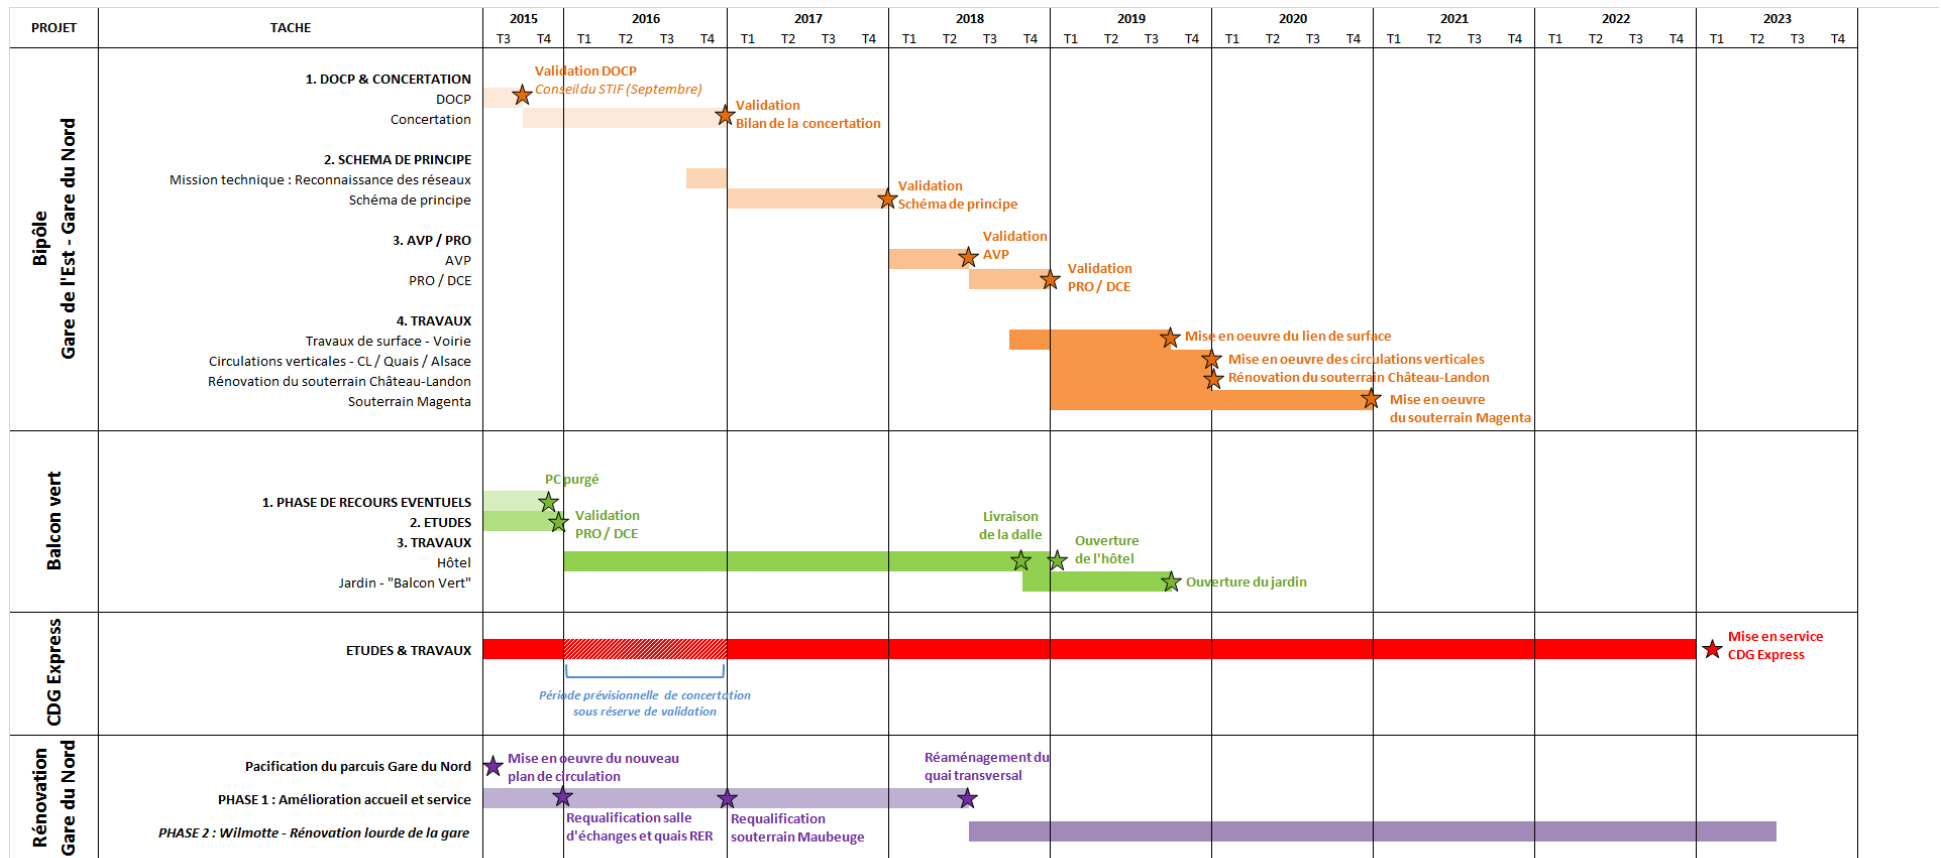 PROJET
TACHE
2015
2016
2017
2018
2019
2020
2021
2022
2023
T3 T4 T1 T2 T3 T4 T1 T2 T3 T4 T1 T2 T3 T4 T1 T2 T3 T4 T1 T2 T3 T4 T1 T2 T3 T4 T1 T2 T3 T4 T1 T2 T3 T4
Bipôle
Gare de l'Est - Gare du Nord
1. DOCP & CONCERTATION
Validation DOCP
Conseil du STIF (Septembre)
DOCP
Concertation
Validation
Bilan de la concertation
2. SCHEMA DE PRINCIPE
Mission technique : Reconnaissance des réseaux
Schéma de principe
Validation
Schéma de principe
3. AVP / PRO
AVP
Validation
AVP
PRO / DCE
Validation
PRO / DCE
4. TRAVAUX
Travaux de surface - Voirie
Mise en oeuvre du lien de surface
Circulations verticales - CL / Quais / Alsace
Mise en oeuvre des circulations verticales
Rénovation du souterrain Château-Landon
Rénovation du souterrain Château-Landon
Souterrain Magenta
Mise en oeuvre
du souterrain Magenta
Balcon vert
PC purgé
1. PHASE DE RECOURS EVENTUELS
2. ETUDES
Validation
PRO / DCE
3. TRAVAUX
Livraison
de la dalle
Hôtel
Ouverture
de l'hôtel
Jardin - "Balcon Vert"
Ouverture du jardin
CDG Express
ETUDES & TRAVAUX
Mise en service
CDG Express
Période prévisionnelle de concertation
sous réserve de validation
Rénovation
Gare du Nord
Pacification du parcuis Gare du Nord
Mise en oeuvre du nouveau
plan de circulation
Réaménagement du
quai transversal
PHASE 1 : Amélioration accueil et service
Requalification salle
d'échanges et quais RER
Requalification
souterrain Maubeuge
PHASE 2 : Wilmotte - Rénovation lourde de la gare